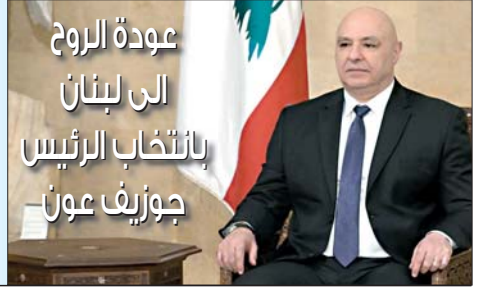 عودة الروح
الى لبنان
بانتخاب الرئيس
جوزيف عون